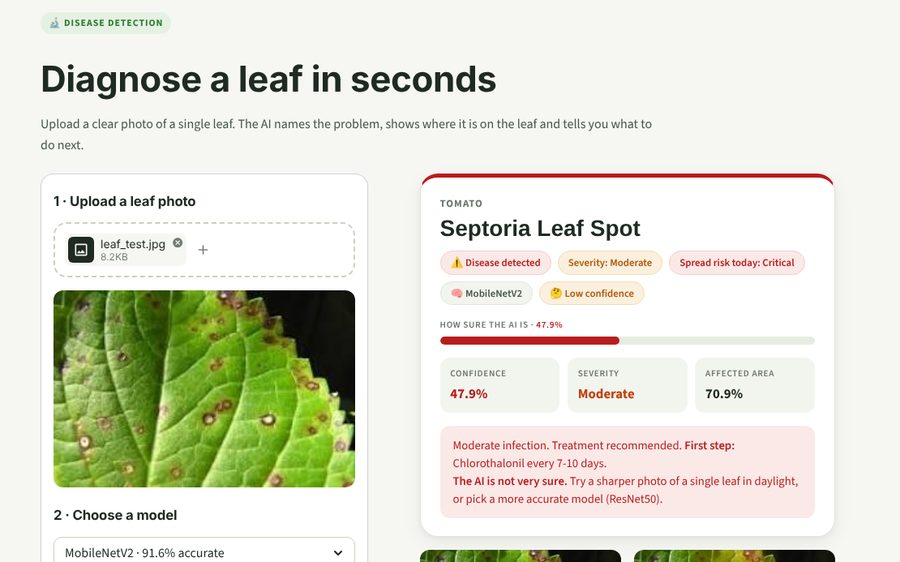 🔬 DISEASE DETECTION
Diagnose a leaf in seconds
Upload a clear photo of a single leaf. The AI names the problem, shows where it is on the leaf and tells you what to
do next.
1 · Upload a leaf photo
leaf_test.jpg
8.2KB
2 · Choose a model
MobileNetV2 · 91.6% accurate
TOMATO
Septoria Leaf Spot
⚠️ Disease detected
Severity: Moderate
Spread risk today: Critical
🧠 MobileNetV2
🤔 Low confidence
HOW SURE THE AI IS · 47.9%
CONFIDENCE
47.9%
SEVERITY
Moderate
AFFECTED AREA
70.9%
Moderate infection. Treatment recommended. First step:
Chlorothalonil every 7-10 days.
The AI is not very sure. Try a sharper photo of a single leaf in daylight,
or pick a more accurate model (ResNet50).